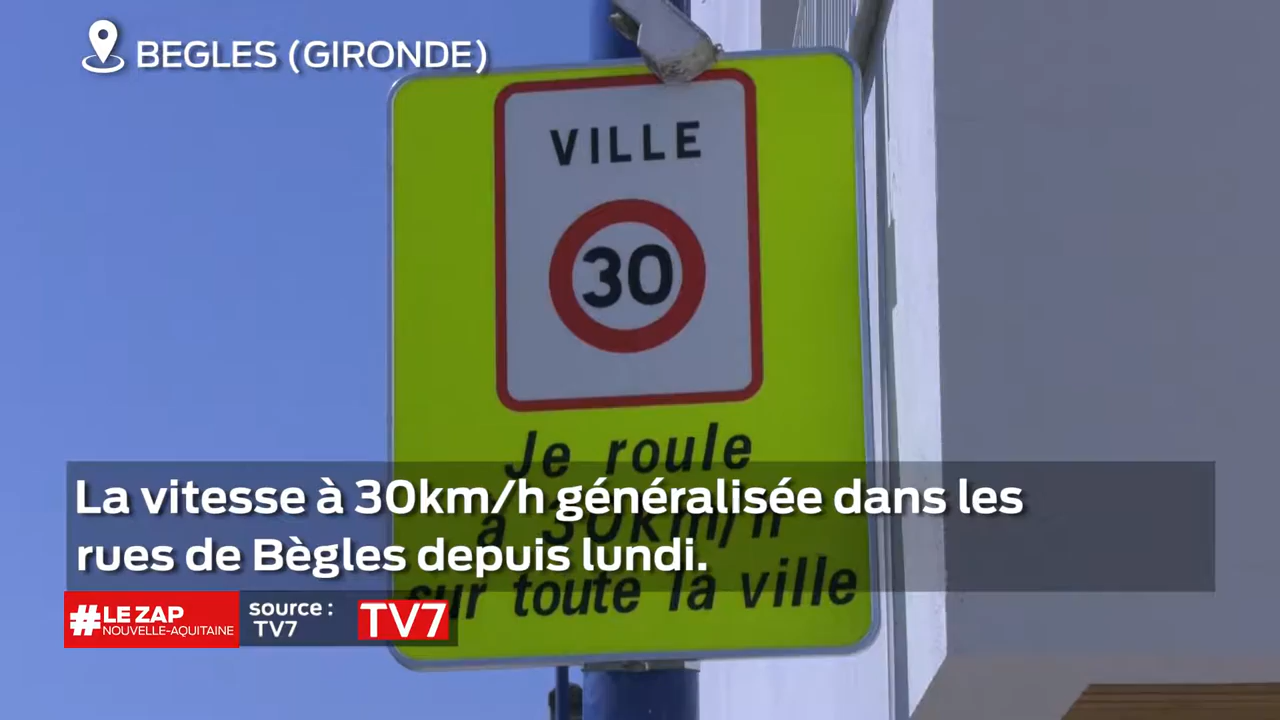 BEGLES (GIRONDE)
VILLE
30
Je roule
à 30km/h
sur toute la ville
La vitesse à 30km/h généralisée dans les
rues de Bègles depuis lundi.
#LE ZAP
NOUVELLE-AQUITAINE
source :
TV7
TV7